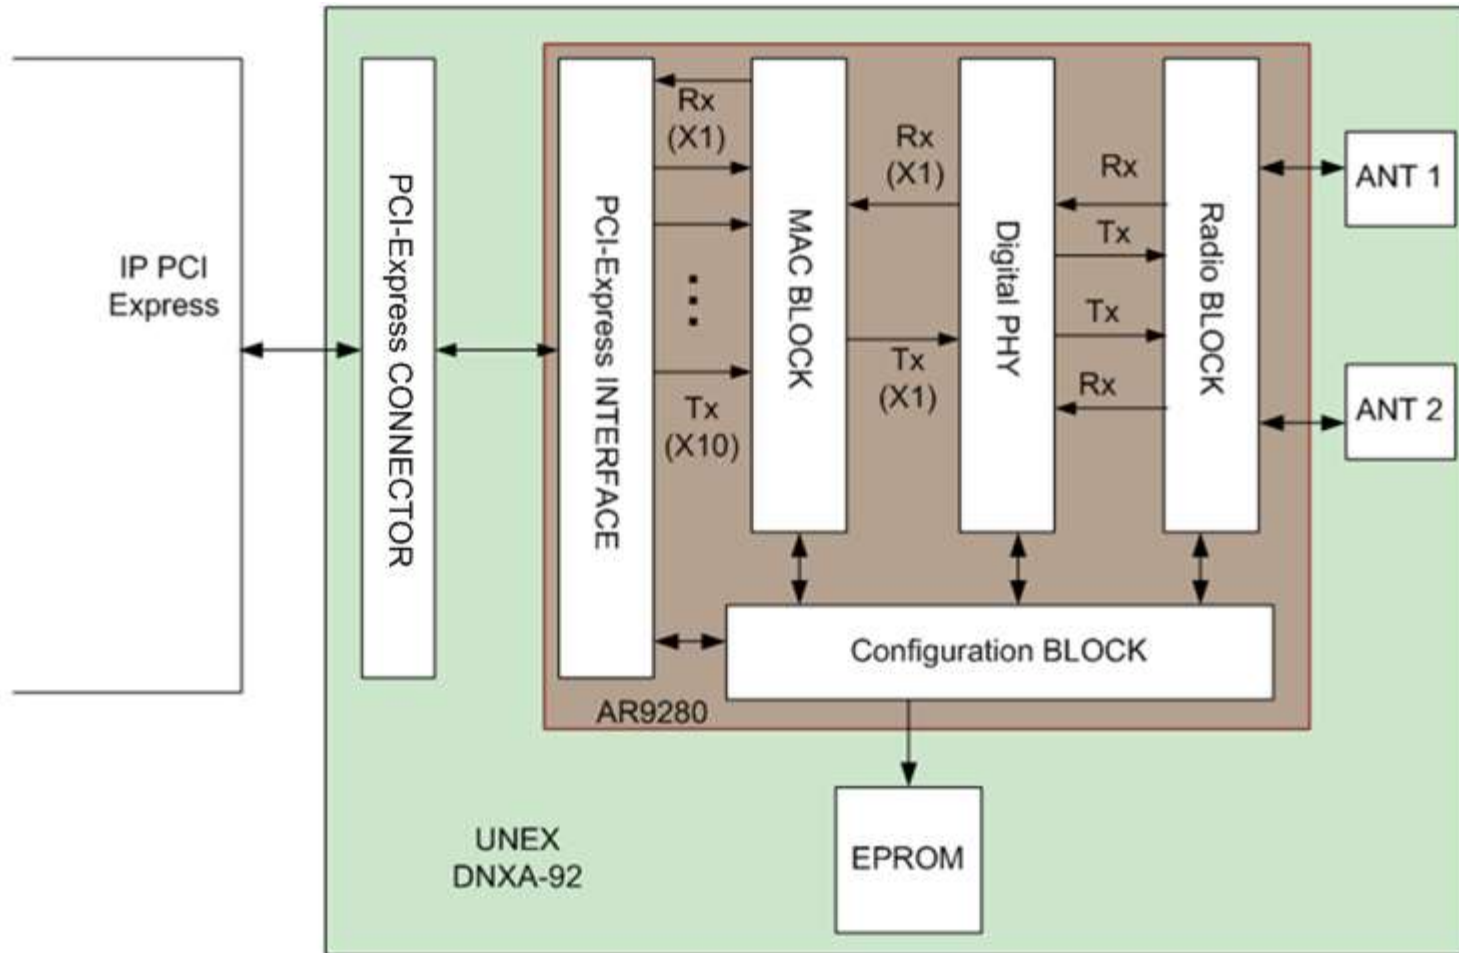 IP PCI
Express
PCI-Express CONNECTOR
PCI-Express INTERFACE
Rx
(X1)
Tx
(X10)
MAC BLOCK
Rx
(X1)
Tx
(X1)
Digital PHY
Rx
Tx
Tx
Rx
Radio BLOCK
ANT 1
ANT 2
Configuration BLOCK
AR9280
UNEX
DNXA-92
EPROM